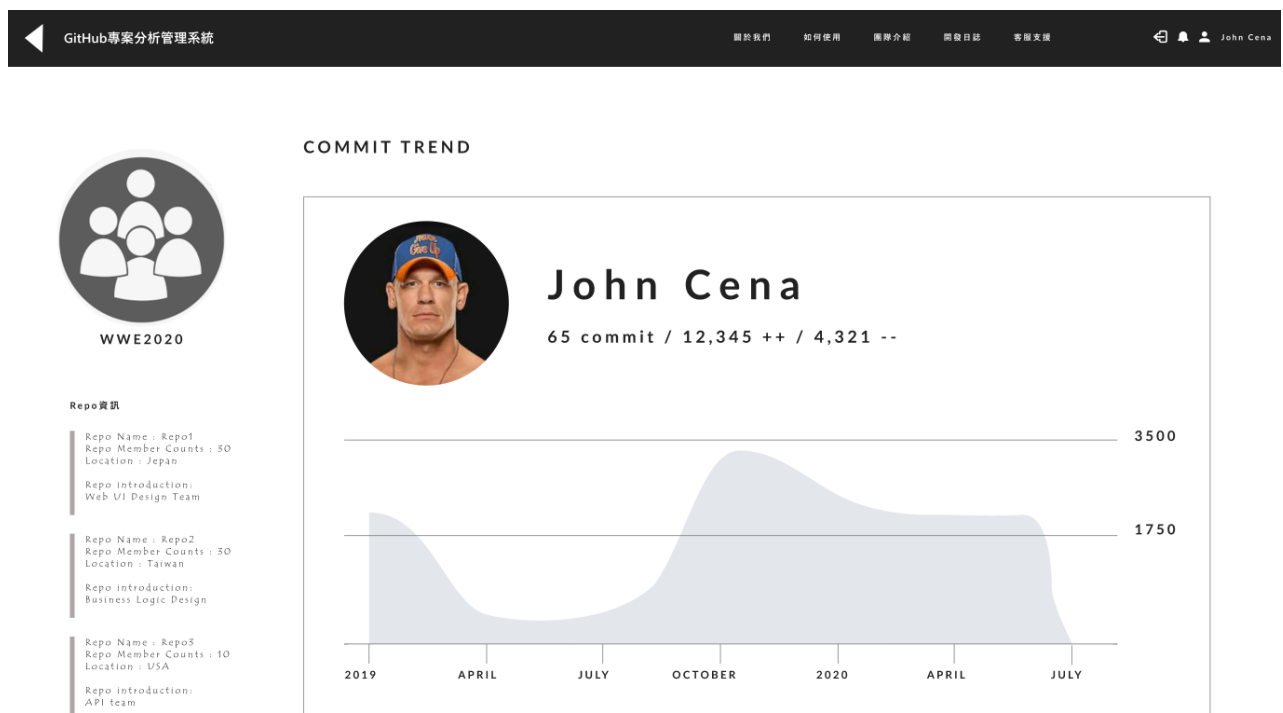 GitHub專案分析管理系統
關於我們 如何使用 團隊介紹 開發日誌 客服支援 John Cena
COMMIT TREND
WWE2020
Never
Give Up
John Cena
65 commit / 12,345 ++ / 4,321 --
Repo資訊
Repo Name : Repo1
Repo Member Counts : 30
Location : Jepan
Repo introduction:
Web UI Design Team
Repo Name : Repo2
Repo Member Counts : 30
Location : Taiwan
Repo introduction:
Business Logic Design
Repo Name : Repo3
Repo Member Counts : 10
Location : USA
Repo introduction:
API team
3500
1750
2019 APRIL JULY OCTOBER 2020 APRIL JULY